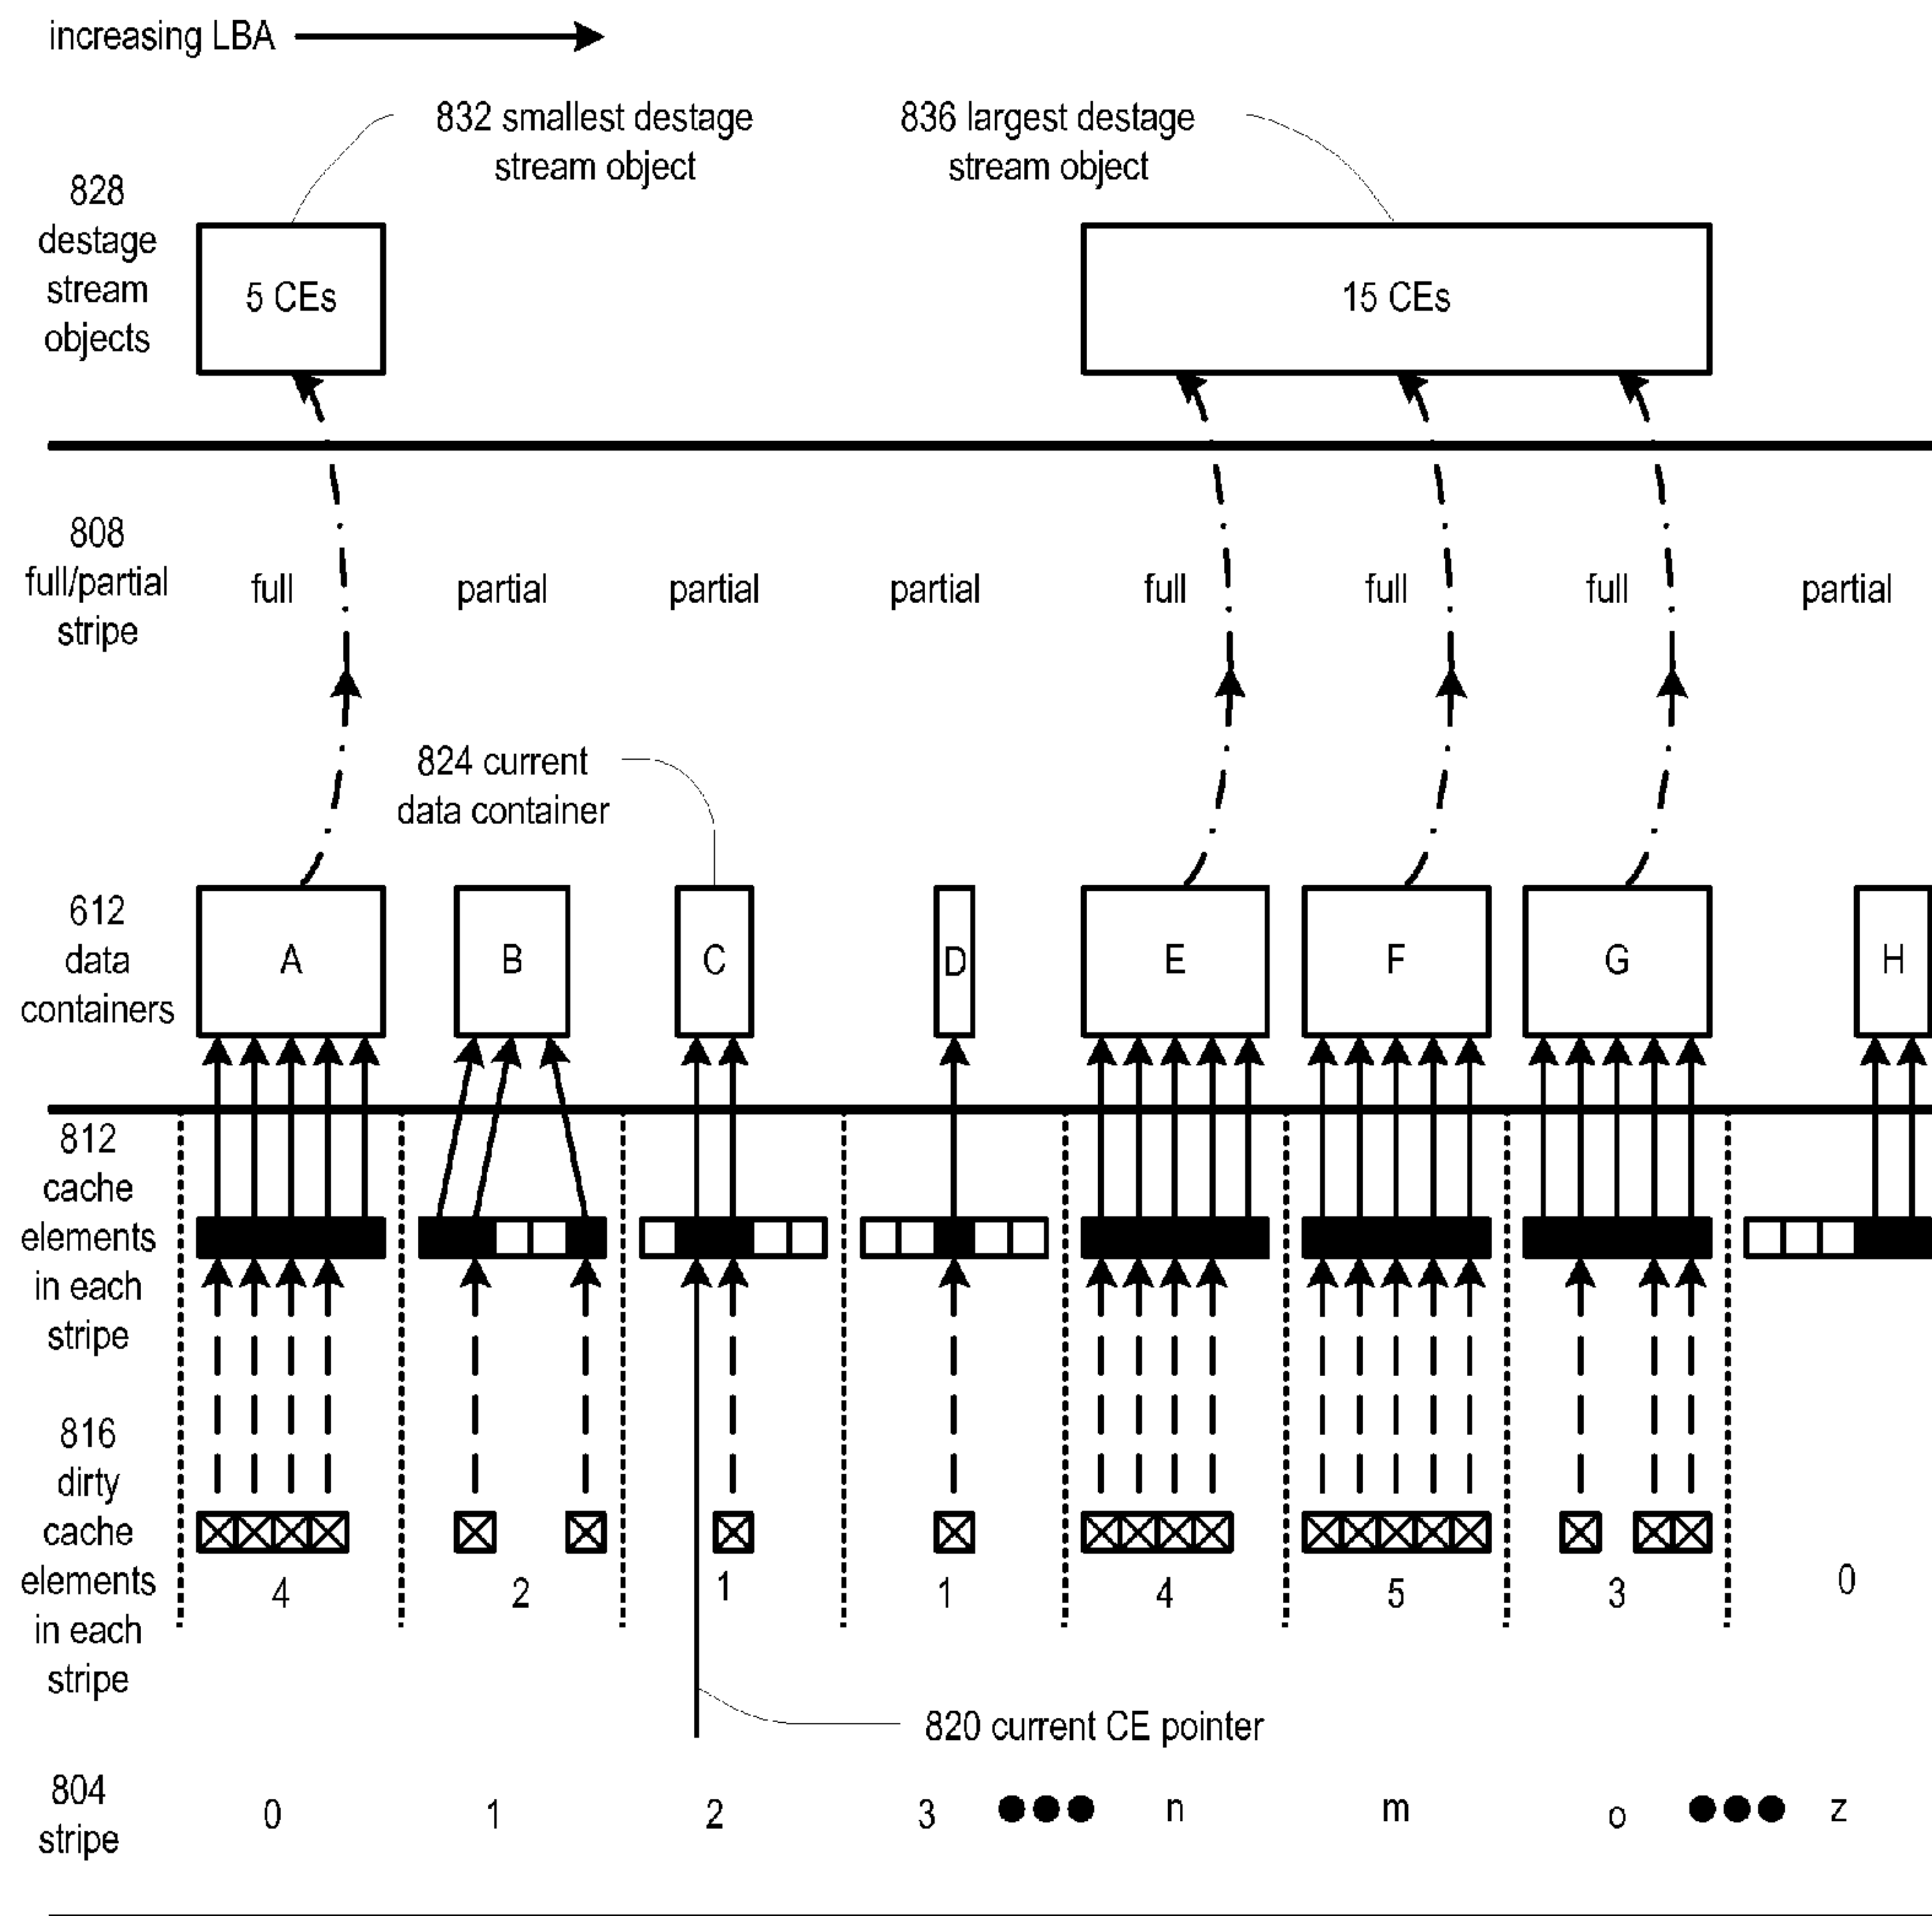 increasing LBA
832 smallest destage
stream object
836 largest destage
stream object
828
destage
stream
objects
5 CEs
15 CEs
808
full/partial
stripe
full
partial
partial
partial
full
full
full
partial
824 current
data container
612
data
containers
A
B
C
D
E
F
G
H
812
cache
elements
in each
stripe
816
dirty
cache
elements
in each
stripe
4
2
1
1
4
5
3
0
820 current CE pointer
804
stripe
0
1
2
3
n
m
o
z